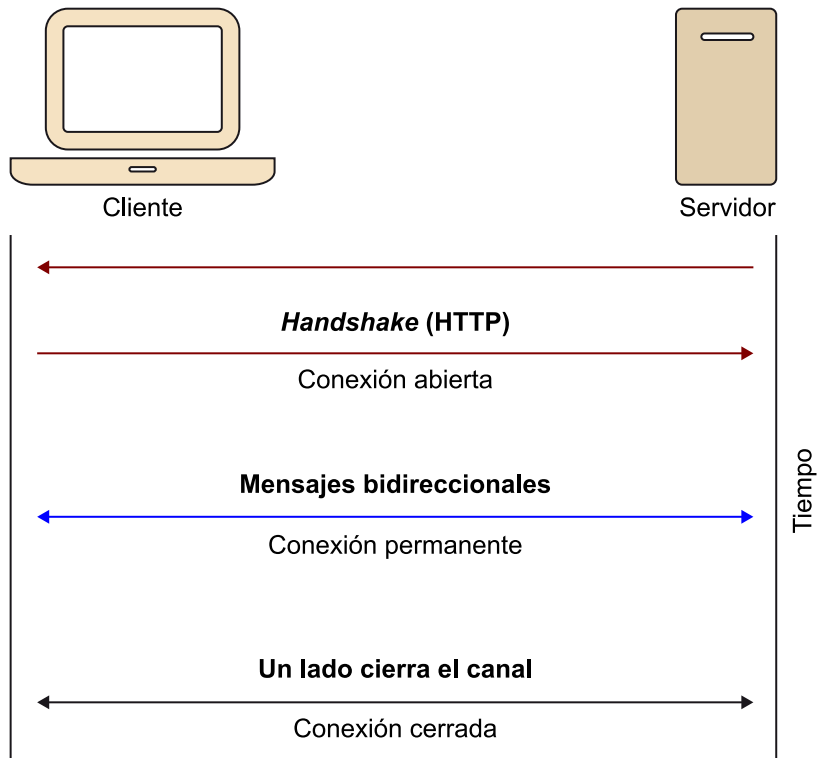 Cliente
Servidor
Handshake (HTTP)
Conexión abierta
Mensajes bidireccionales
Conexión permanente
Tiempo
Un lado cierra el canal
Conexión cerrada